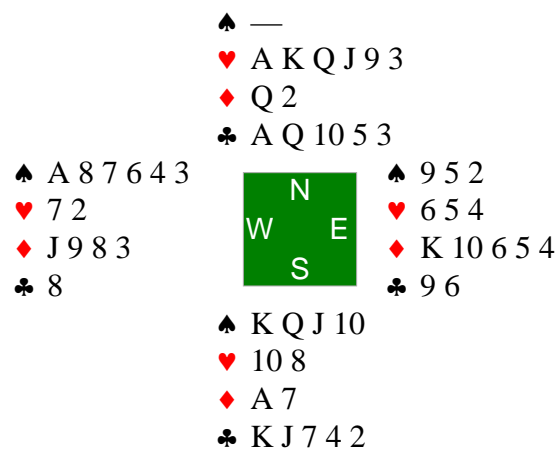 ♠ —
♥ A K Q J 9 3
♦ Q 2
♣ A Q 10 5 3
♠ A 8 7 6 4 3
♥ 7 2
♦ J 9 8 3
♣ 8
N
W E
S
♠ 9 5 2
♥ 6 5 4
♦ K 10 6 5 4
♣ 9 6
♠ K Q J 10
♥ 10 8
♦ A 7
♣ K J 7 4 2